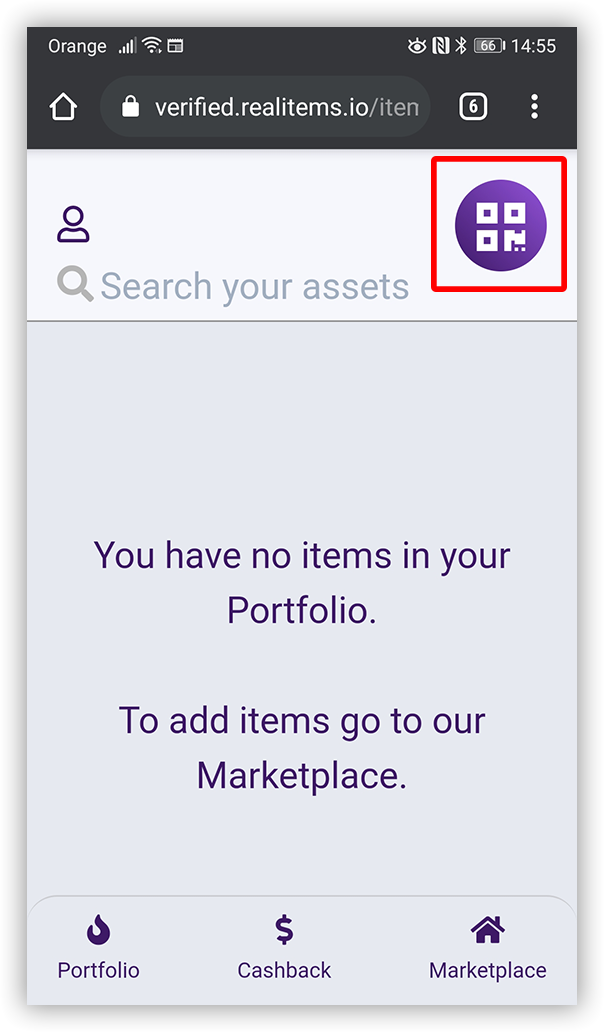 Orange 66 14:55
verified.realitems.io/item 6
Search your assets
You have no items in your
Portfolio.
To add items go to our
Marketplace.
Portfolio Cashback Marketplace